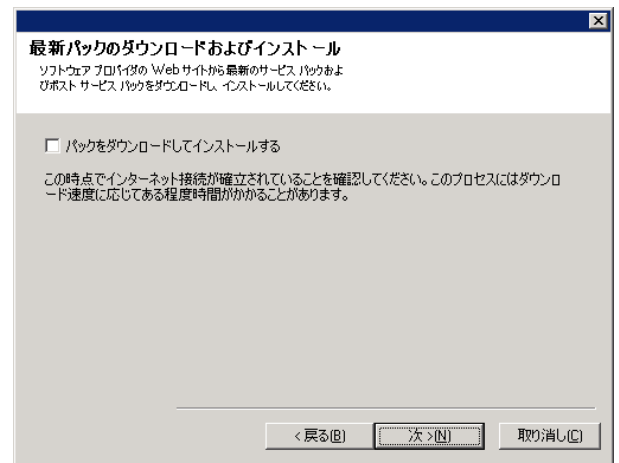 最新パックのダウンロードおよびインストール
ソフトウェア プロバイダの Web サイトから最新のサービス パックおよ
びポスト サービス パックをダウンロードし、インストールしてください。
パックをダウンロードしてインストールする
この時点でインターネット接続が確立されていることを確認してください。このプロセスにはダウンロ
ード速度に応じてある程度時間がかかることがあります。
< 戻る(B)
次 >(N)
取り消し(C)